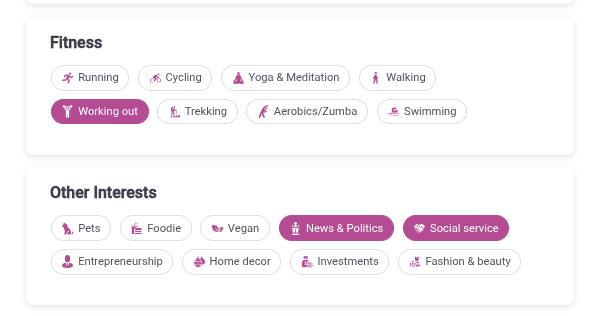 Fitness
Running Cycling Yoga & Meditation Walking
Working out Trekking Aerobics/Zumba Swimming
Other Interests
Pets Foodie Vegan News & Politics Social service
Entrepreneurship Home decor Investments Fashion & beauty